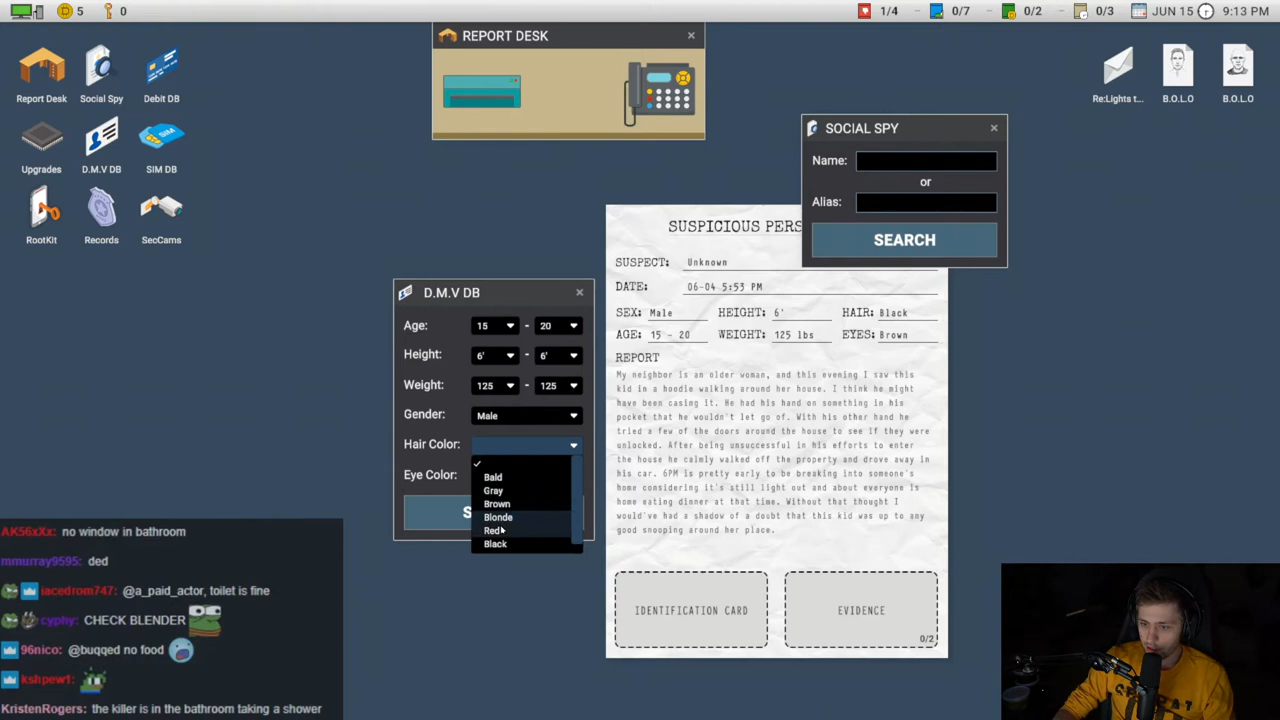 5
0
1/4
0/7
0/2
0/3
JUN 15
9:13 PM
Report Desk
Social Spy
Debit DB
Upgrades
D.M.V DB
SIM DB
RootKit
Records
SecCams
Re:Lights t...
B.O.L.O
B.O.L.O
REPORT DESK
SOCIAL SPY
Name:
or
Alias:
SEARCH
D.M.V DB
Age: 15 - 20
Height: 6' - 6'
Weight: 125 - 125
Gender: Male
Hair Color:
Eye Color:
Bald
Gray
Brown
Blonde
Red
Black
S
SUSPICIOUS PERS
SUSPECT: Unknown
DATE: 06-04 5:53 PM
SEX: Male HEIGHT: 6' HAIR: Black
AGE: 15 - 20 WEIGHT: 125 lbs EYES: Brown
REPORT
My neighbor is an older woman, and this evening I saw this
kid in a hoodie walking around her house. I think he might
have been casing it. He had his hand on something in his
pocket that he wouldn't let go of. With his other hand he
tried a few of the doors around the house to see if they were
unlocked. After being unsuccessful in his efforts to enter
the house he calmly walked off the property and drove away in
his car. 6PM is pretty early to be breaking into someone's
home considering it's still light out and about everyone is
home eating dinner at that time. Without that thought I
would've had a shadow of a doubt that this kid was up to any
good snooping around her place.
IDENTIFICATION CARD
EVIDENCE
0/2
AK56xXx: no window in bathroom
mmurray9595: ded
jacedrom747: @a_paid_actor, toilet is fine
cyphy: CHECK BLENDER
96nico: @buqqed no food
kshpew1:
KristenRogers: the killer is in the bathroom taking a shower